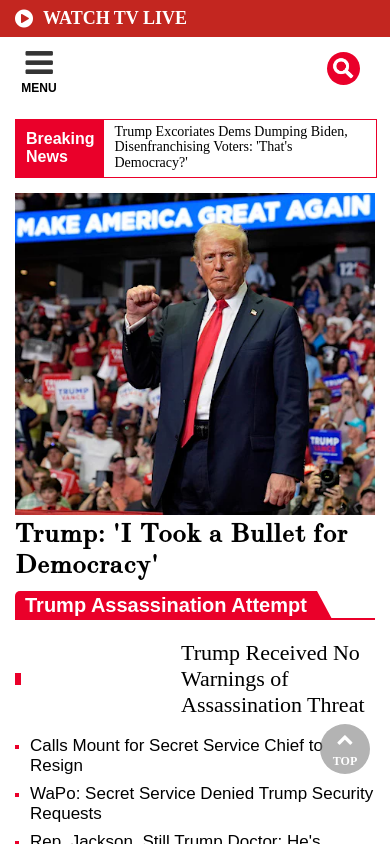 WATCH TV LIVE
MENU
Breaking
News
Trump Excoriates Dems Dumping Biden,
Disenfranchising Voters: 'That's
Democracy?'
MAKE AMERICA GREAT AGAIN
TRUMP
VANCE
TRUMP
VANCE
Trump: 'I Took a Bullet for
Democracy'
Trump Assassination Attempt
Trump Received No
Warnings of
Assassination Threat
Calls Mount for Secret Service Chief to
Resign
TOP
WaPo: Secret Service Denied Trump Security
Requests
Rep. Jackson, Still Trump Doctor: He's